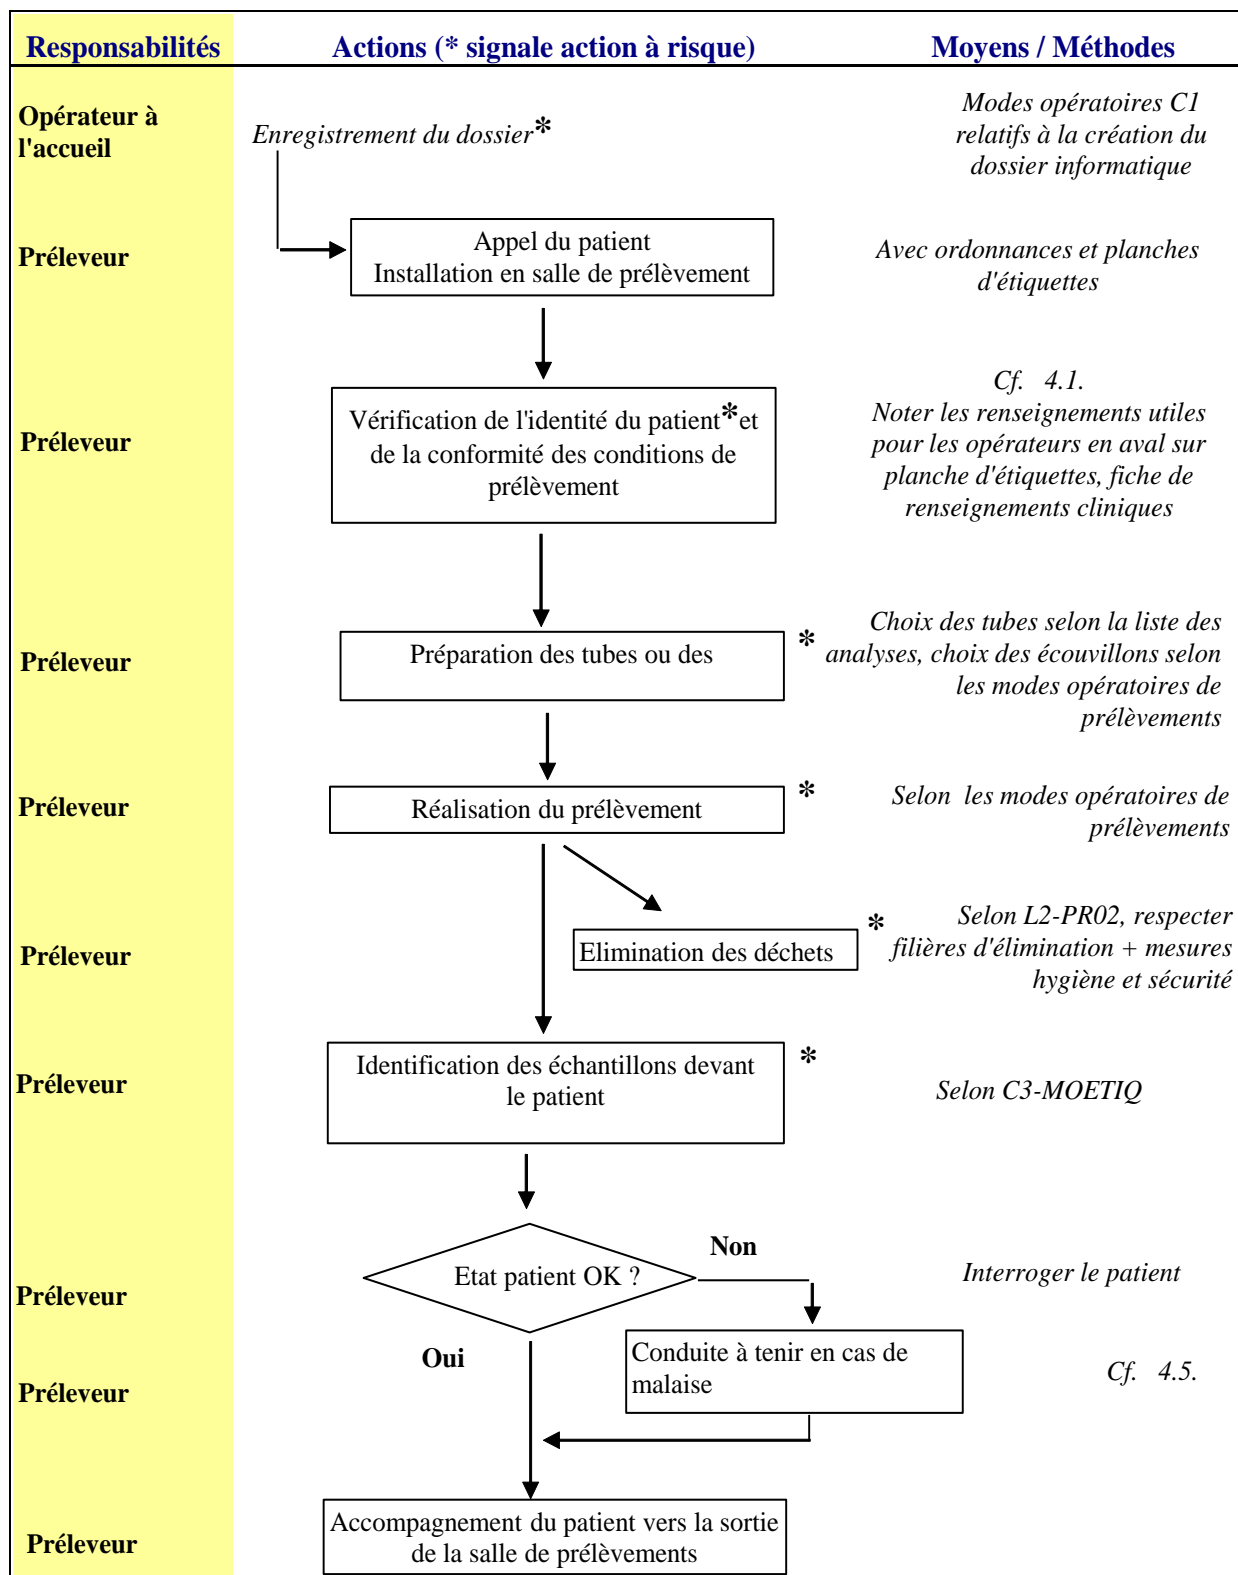 Responsabilités
Actions (* signale action à risque)
Moyens / Méthodes
Opérateur à
l'accueil
Enregistrement du dossier*
Modes opératoires C1
relatifs à la création du
dossier informatique
Préleveur
Appel du patient
Installation en salle de prélèvement
Avec ordonnances et planches
d'étiquettes
Préleveur
Vérification de l'identité du patient* et
de la conformité des conditions de
prélèvement
Cf. 4.1.
Noter les renseignements utiles
pour les opérateurs en aval sur
planche d'étiquettes, fiche de
renseignements cliniques
Préleveur
Préparation des tubes ou des
*
Choix des tubes selon la liste des
analyses, choix des écouvillons selon
les modes opératoires de
prélèvements
Préleveur
Réalisation du prélèvement
*
Selon les modes opératoires de
prélèvements
Préleveur
Elimination des déchets
*
Selon L2-PR02, respecter
filières d'élimination + mesures
hygiène et sécurité
Préleveur
Identification des échantillons devant
le patient
*
Selon C3-MOETIQ
Préleveur
Etat patient OK ?
Non
Interroger le patient
Oui
Préleveur
Conduite à tenir en cas de
malaise
Cf. 4.5.
Préleveur
Accompagnement du patient vers la sortie
de la salle de prélèvements